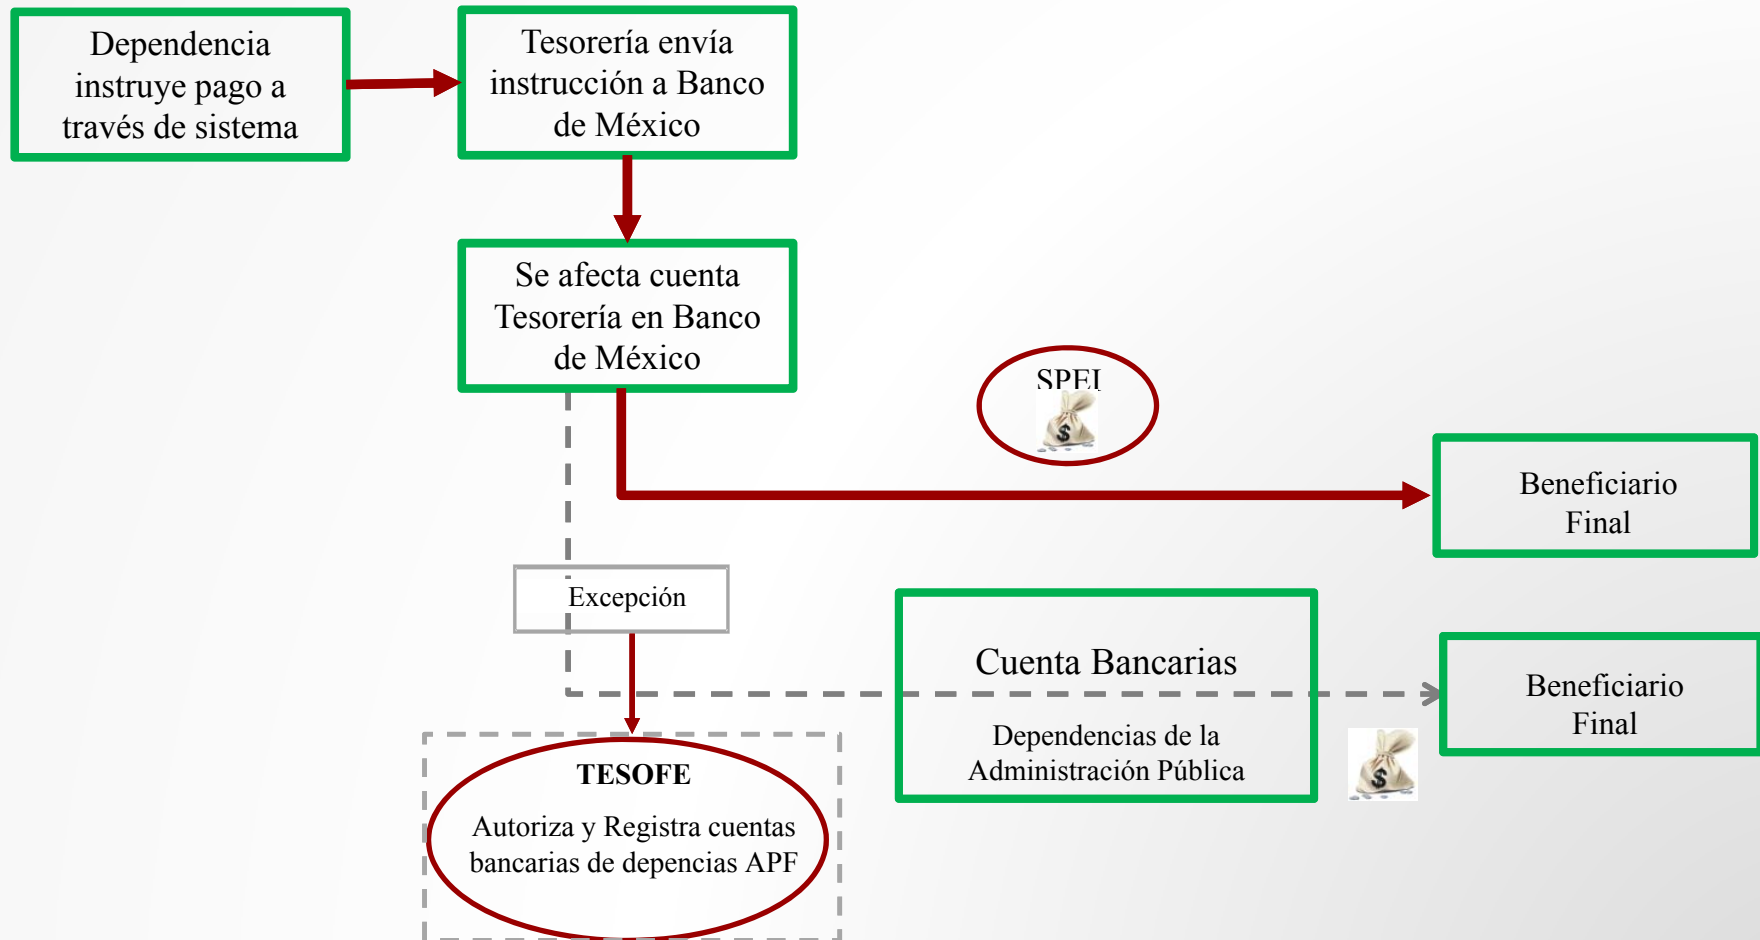 Dependencia
instruye pago a
través de sistema
Tesorería envía
instrucción a Banco
de México
Se afecta cuenta
Tesorería en Banco
de México
SPEI
$
Beneficiario
Final
Excepción
Cuenta Bancarias
Dependencias de la
Administración Pública
Beneficiario
Final
$
TESOFE
Autoriza y Registra cuentas
bancarias de depencias APF